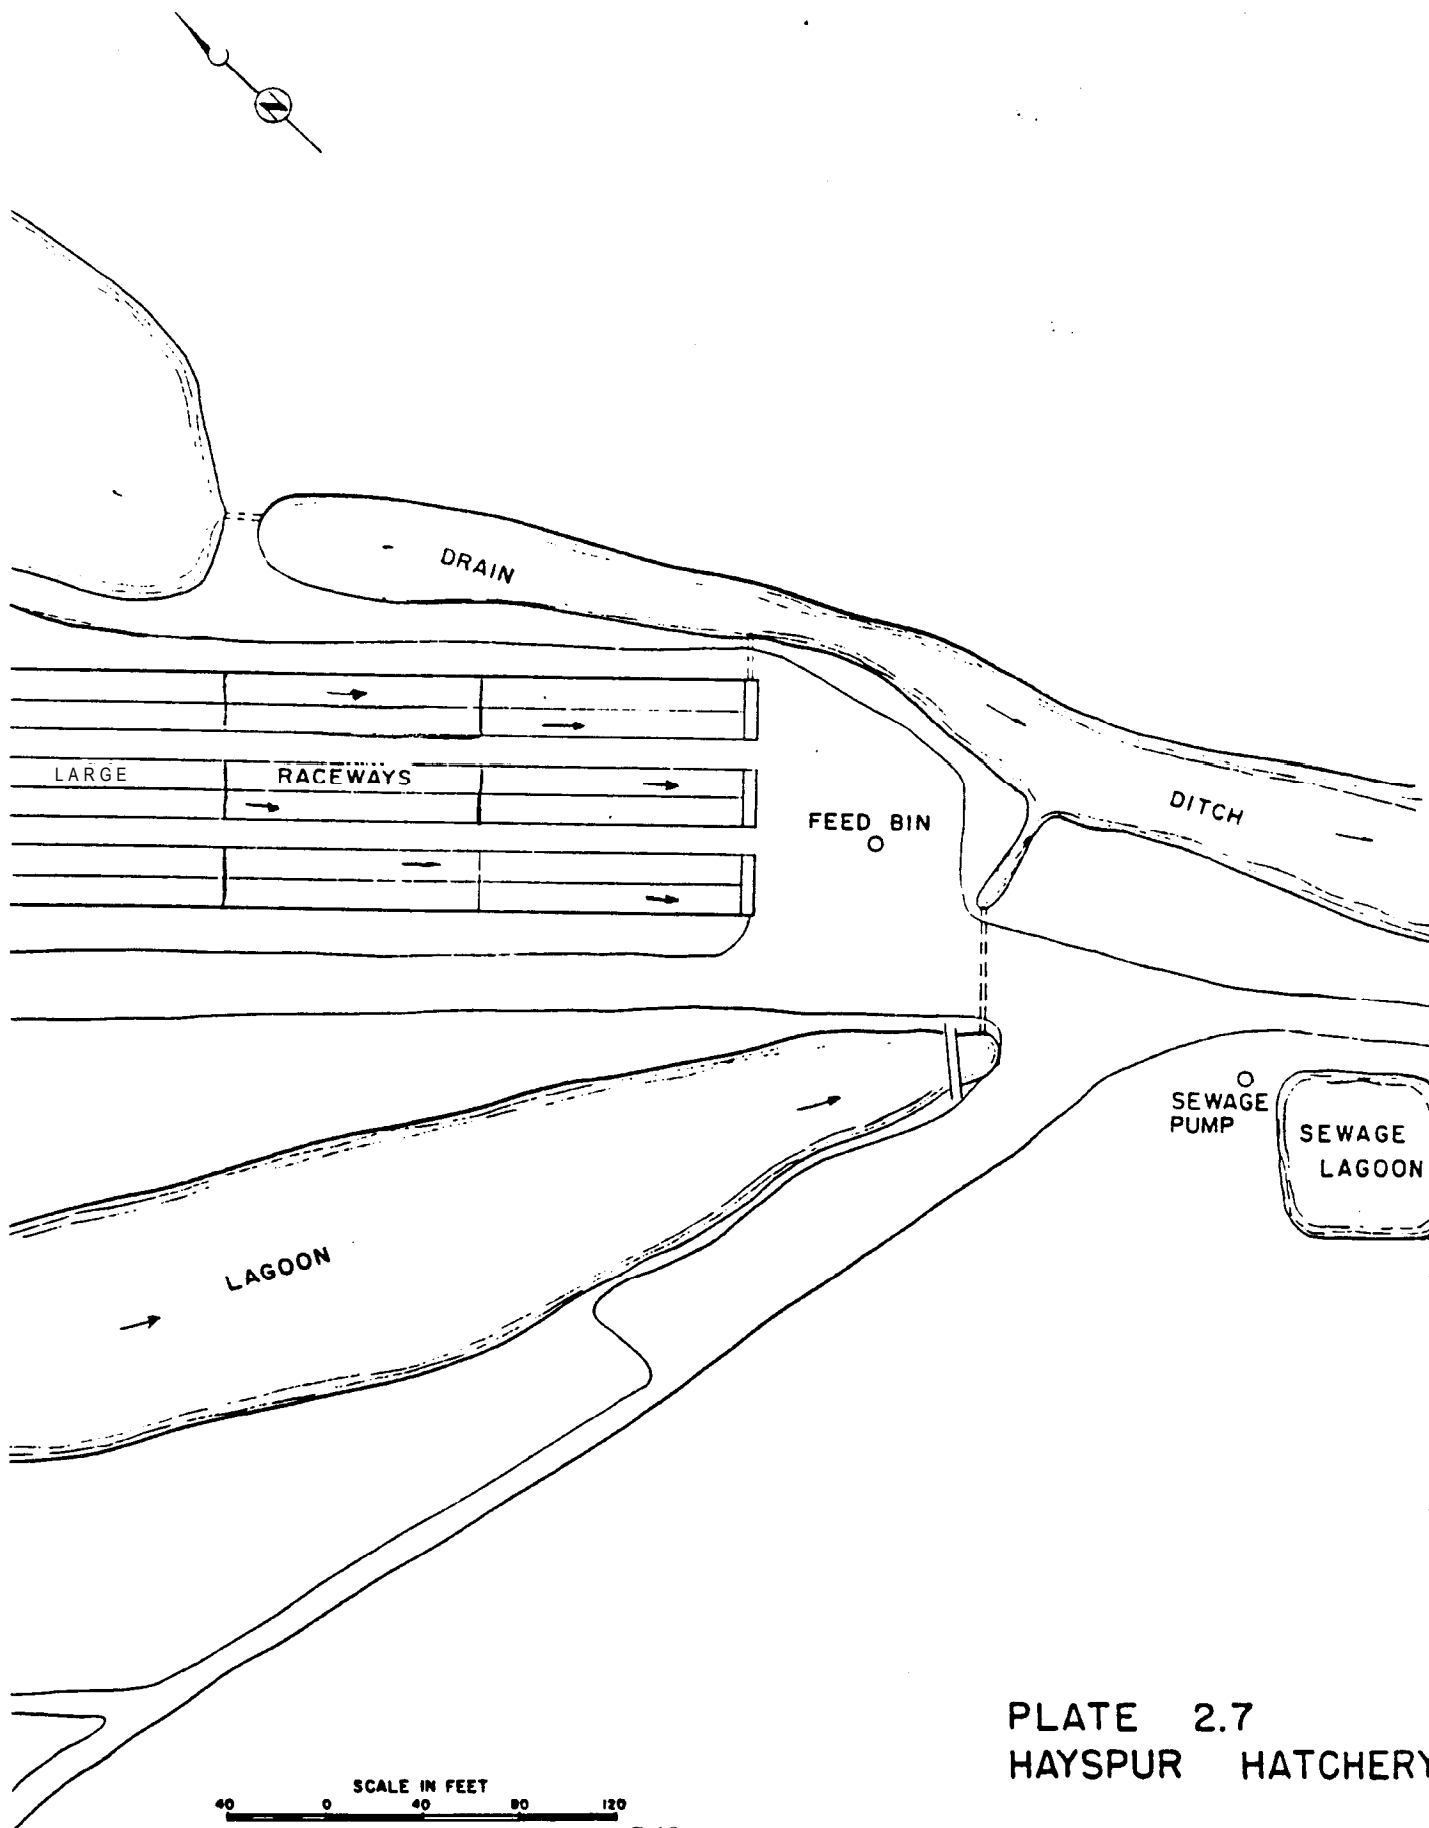 N
DRAIN
LARGE RACEWAYS
FEED BIN
DITCH
SEWAGE
PUMP
SEWAGE
LAGOON
LAGOON
PLATE 2.7
HAYSPUR HATCHERY
SCALE IN FEET
40 0 40 80 120